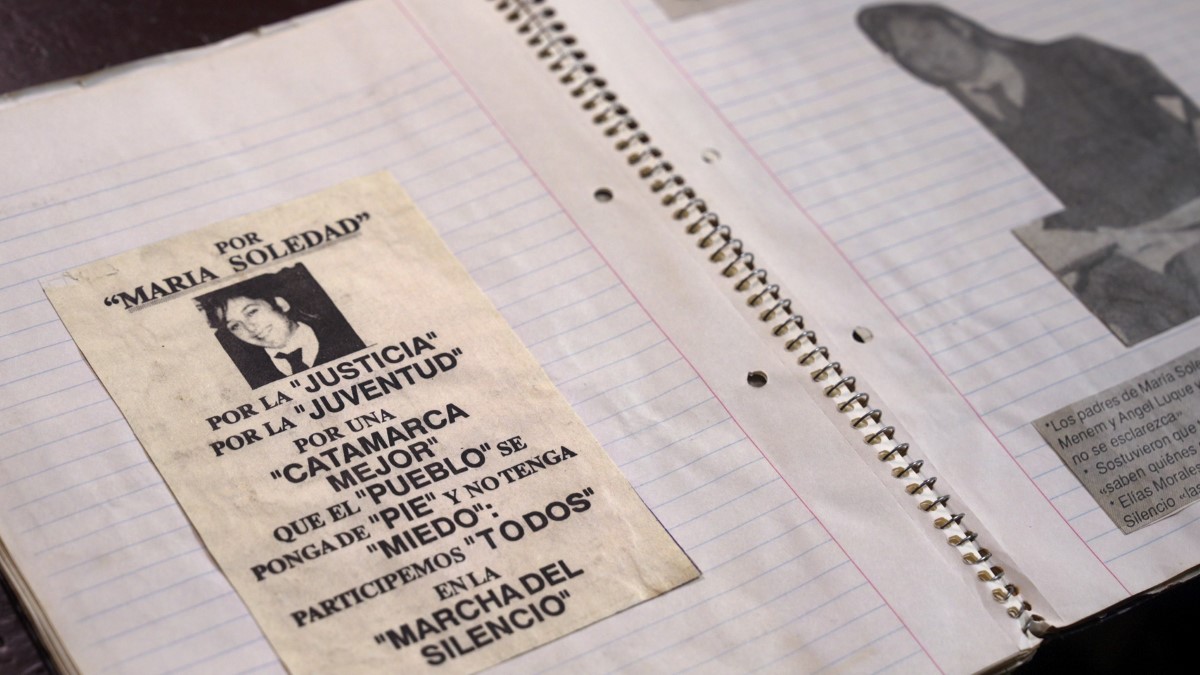 POR
“MARIA SOLEDAD”
POR LA "JUSTICIA"
POR LA "JUVENTUD"
POR UNA
"CATAMARCA
MEJOR"
QUE EL "PUEBLO" SE
PONGA DE "PIE" Y NO TENGA
"MIEDO":
PARTICIPEMOS "TODOS"
EN LA
"MARCHA DEL
SILENCIO"
*Los padres de María Sole
Menem y Angel Luque
no se esclarezca»
* Sostuvieron que
«saben quiénes
* Elías Morale
Silencio «las